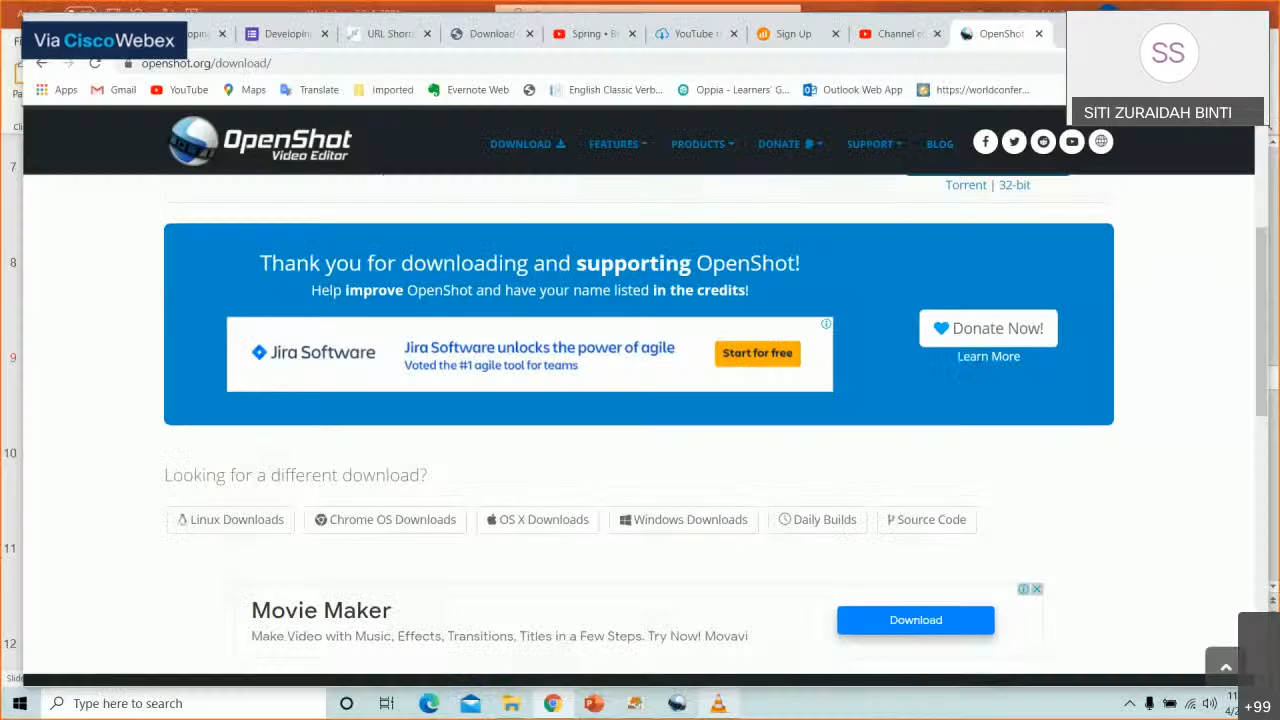 Via CiscoWebex
Developin
URL Shor
Download
Spring • B
YouTube t
Sign Up
Channel c
OpenShot
SS
SITI ZURAIDAH BINTI
openshot.org/download/
Apps
Gmail
YouTube
Maps
Translate
Imported
Evernote Web
English Classic Verb...
Oppia - Learners' G...
Outlook Web App
https://worldconfer...
OpenShot
Video Editor
DOWNLOAD
FEATURES
PRODUCTS
DONATE
SUPPORT
BLOG
Torrent | 32-bit
Thank you for downloading and supporting OpenShot!
Help improve OpenShot and have your name listed in the credits!
Jira Software
Jira Software unlocks the power of agile
Voted the #1 agile tool for teams
Start for free
Donate Now!
Learn More
Looking for a different download?
Linux Downloads
Chrome OS Downloads
OS X Downloads
Windows Downloads
Daily Builds
Source Code
Movie Maker
Make Video with Music, Effects, Transitions, Titles in a Few Steps. Try Now! Movavi
Download
7
8
9
10
11
12
Slide
Type here to search
+99